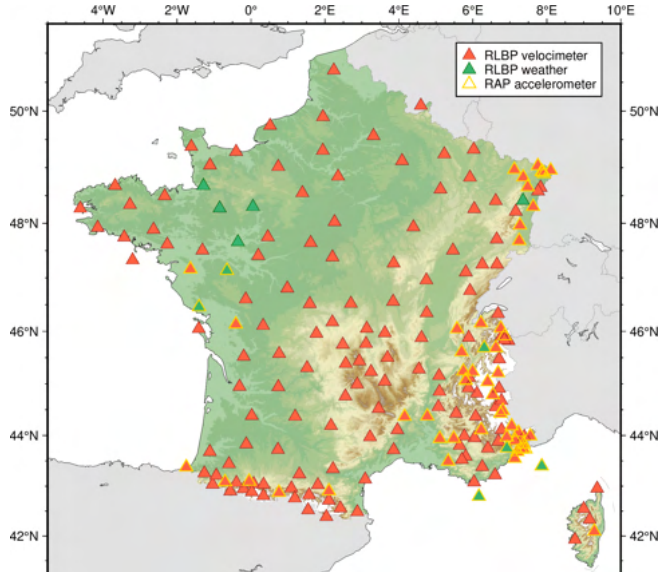 4°W 2°W 0° 2°E 4°E 6°E 8°E 10°E
RLBP velocimeter
RLBP weather
RAP accelerometer
50°N 50°N
48°N 48°N
46°N 46°N
44°N 44°N
42°N 42°N